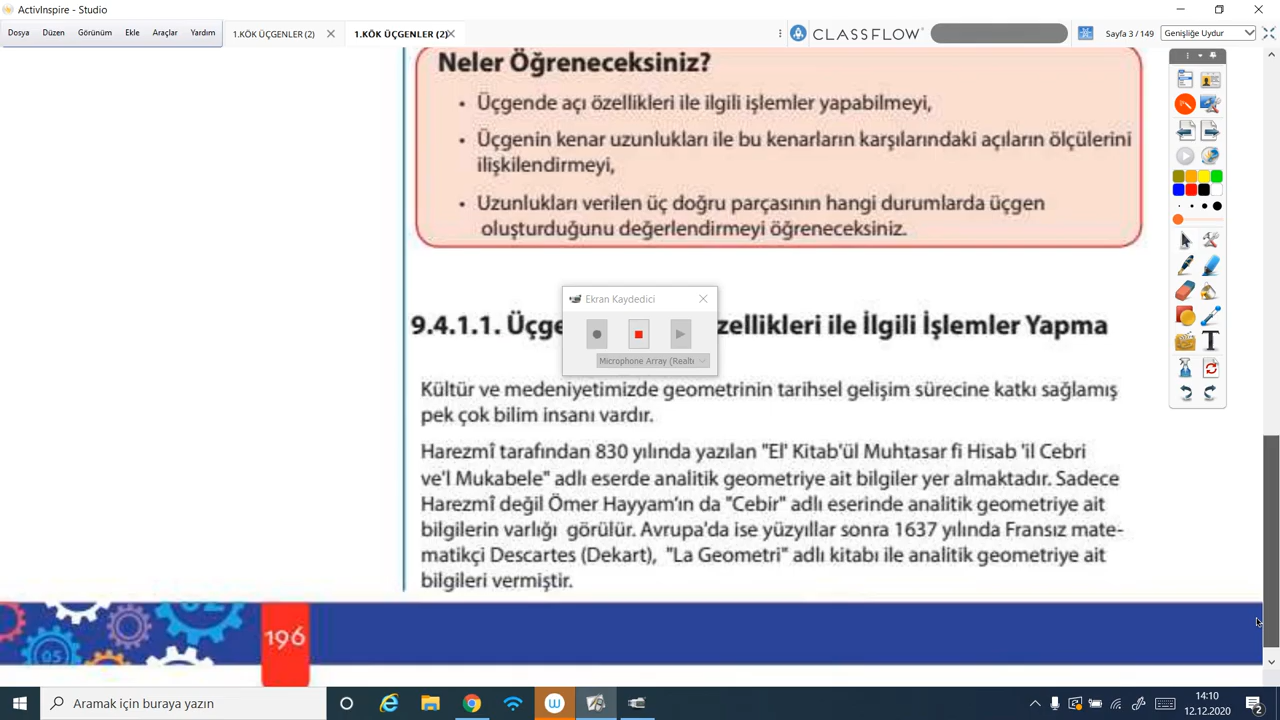 ActivInspire - Studio
Dosya Düzen Görünüm Ekle Araçlar Yardım
1.KÖK ÜÇGENLER (2) 1.KÖK ÜÇGENLER (2)
CLASSFLOW
Sayfa 3 / 149 Genişliğe Uydur
Neler Öğreneceksiniz?
• Üçgende açı özellikleri ile ilgili işlemler yapabilmeyi,
• Üçgenin kenar uzunlukları ile bu kenarların karşılarındaki açıların ölçülerini
ilişkilendirmeyi,
• Uzunlukları verilen üç doğru parçasının hangi durumlarda üçgen
oluşturduğunu değerlendirmeyi öğreneceksiniz.
Ekran Kaydedici
Microphone Array (Realt
9.4.1.1. Üçge zellikleri ile İlgili İşlemler Yapma
Kültür ve medeniyetimizde geometrinin tarihsel gelişim sürecine katkı sağlamış
pek çok bilim insanı vardır.
Harezmî tarafından 830 yılında yazılan "El' Kitab'ül Muhtasar fi Hisab 'il Cebri
ve'l Mukabele" adlı eserde analitik geometriye ait bilgiler yer almaktadır. Sadece
Harezmî değil Ömer Hayyam'ın da "Cebir" adlı eserinde analitik geometriye ait
bilgilerin varlığı görülür. Avrupa'da ise yüzyıllar sonra 1637 yılında Fransız mate-
matikçi Descartes (Dekart), "La Geometri" adlı kitabı ile analitik geometriye ait
bilgileri vermiştir.
02
05
196
Aramak için buraya yazın
14:10
12.12.2020
2